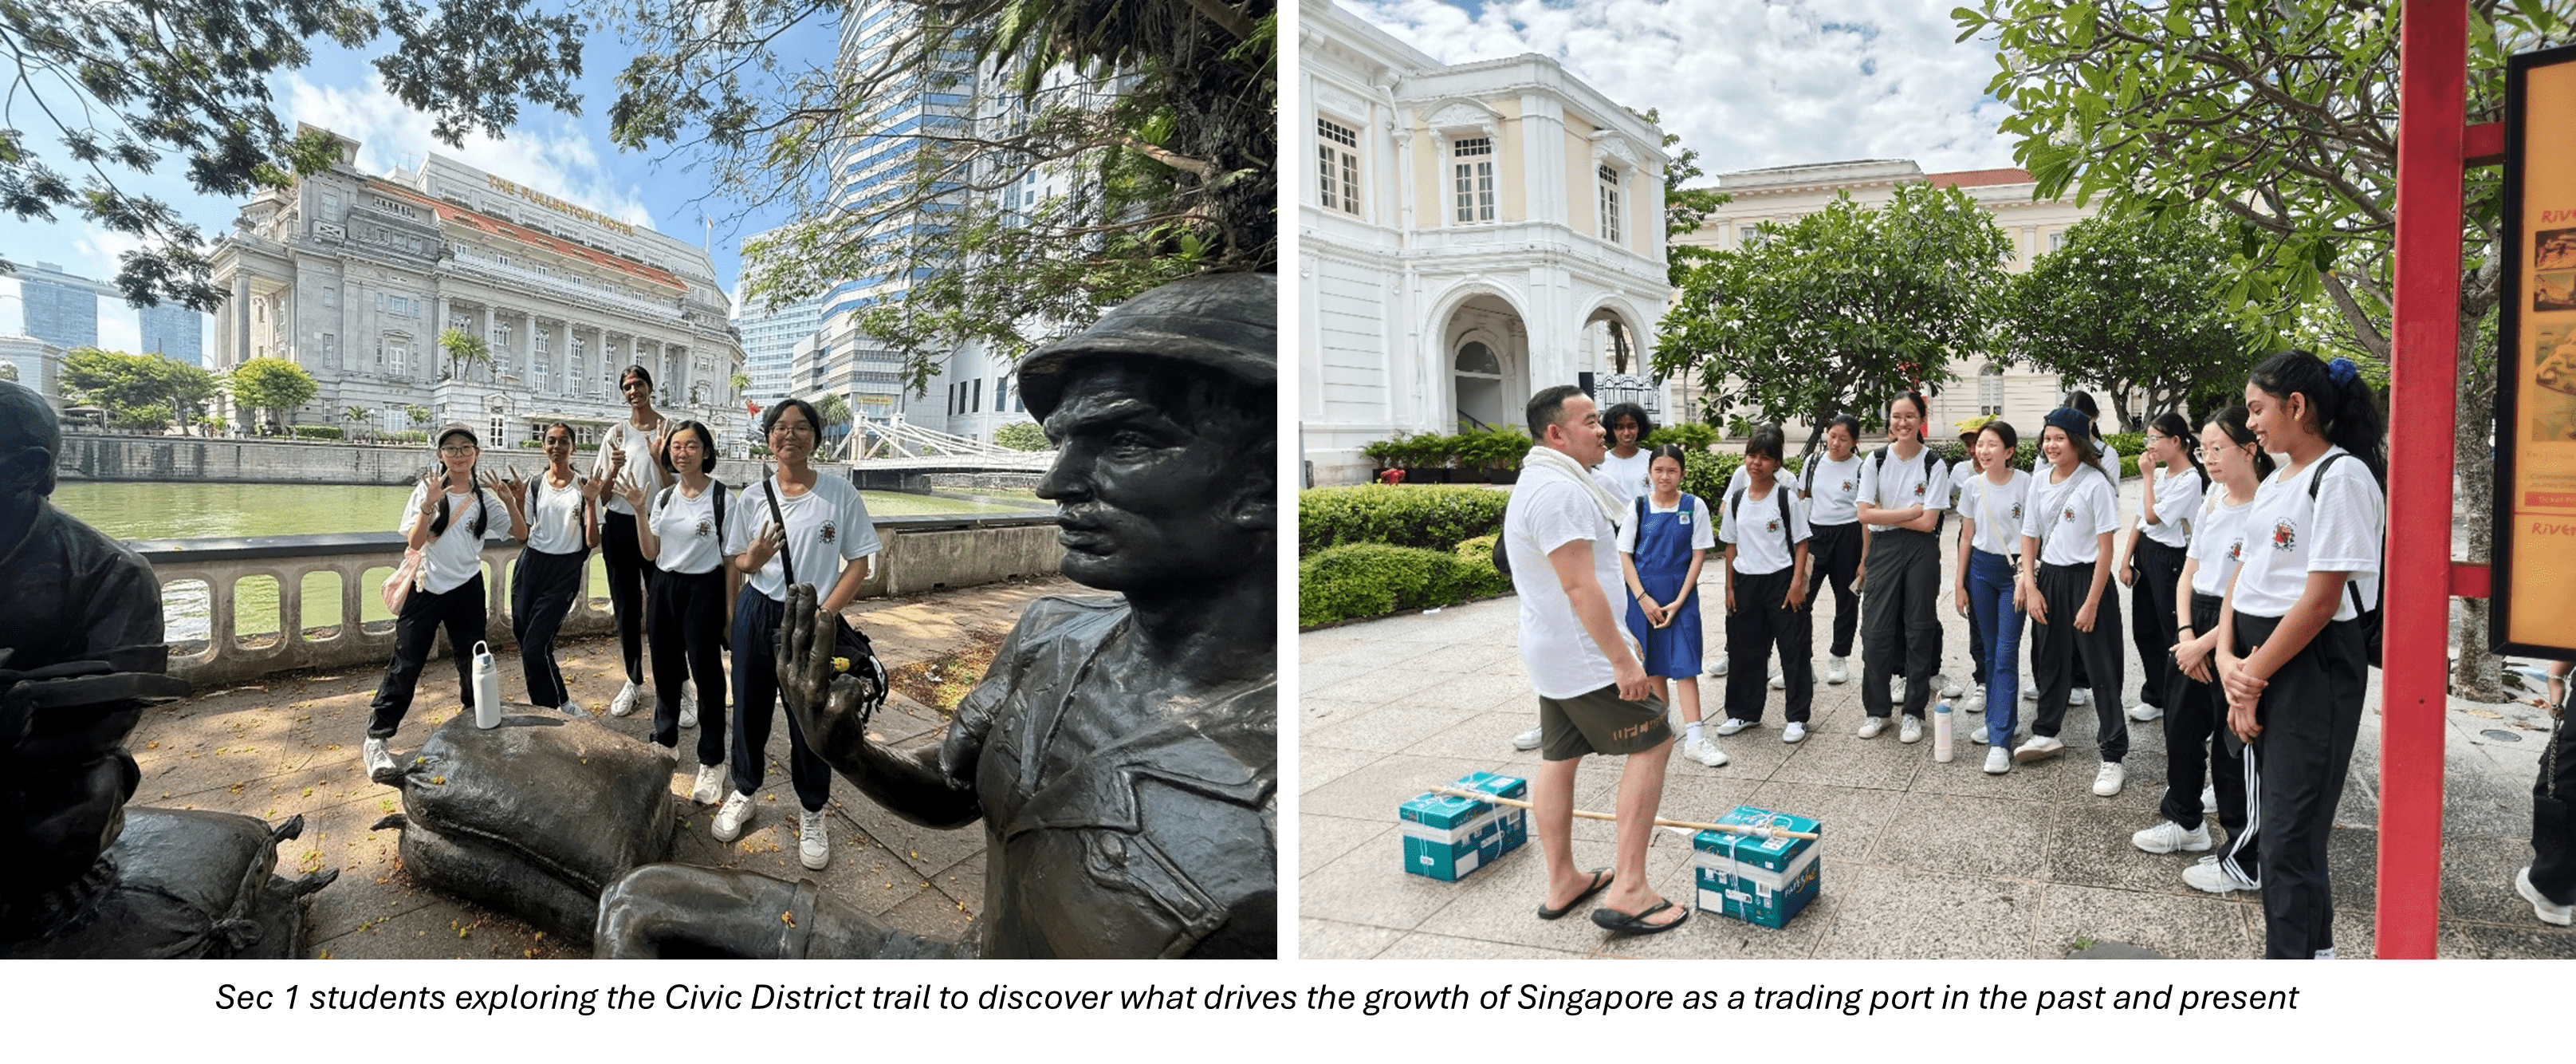 THE FULLERTON HOTEL
Sec 1 students exploring the Civic District trail to discover what drives the growth of Singapore as a trading port in the past and present